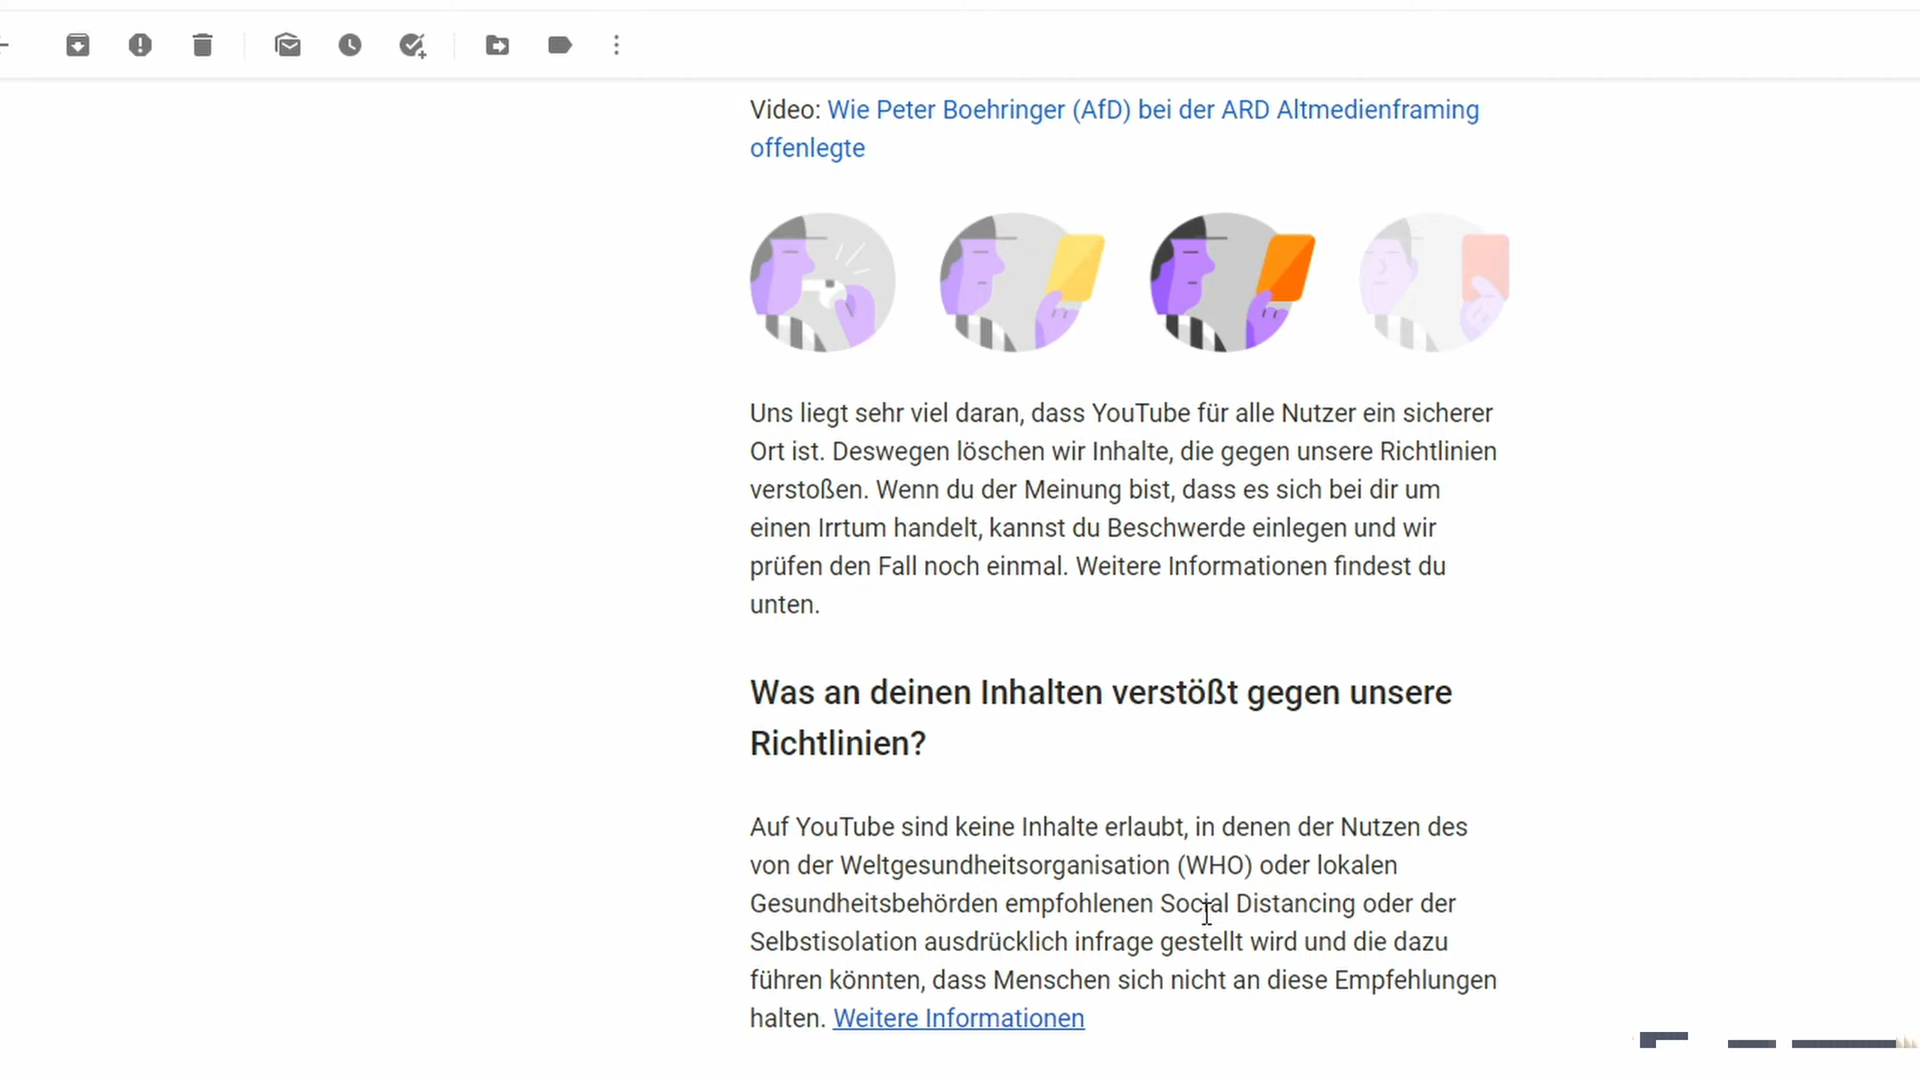 Video: Wie Peter Boehringer (AfD) bei der ARD Altmedienframing
offenlegte
Uns liegt sehr viel daran, dass YouTube für alle Nutzer ein sicherer
Ort ist. Deswegen löschen wir Inhalte, die gegen unsere Richtlinien
verstoßen. Wenn du der Meinung bist, dass es sich bei dir um
einen Irrtum handelt, kannst du Beschwerde einlegen und wir
prüfen den Fall noch einmal. Weitere Informationen findest du
unten.
Was an deinen Inhalten verstößt gegen unsere
Richtlinien?
Auf YouTube sind keine Inhalte erlaubt, in denen der Nutzen des
von der Weltgesundheitsorganisation (WHO) oder lokalen
Gesundheitsbehörden empfohlenen Social Distancing oder der
Selbstisolation ausdrücklich infrage gestellt wird und die dazu
führen könnten, dass Menschen sich nicht an diese Empfehlungen
halten. Weitere Informationen